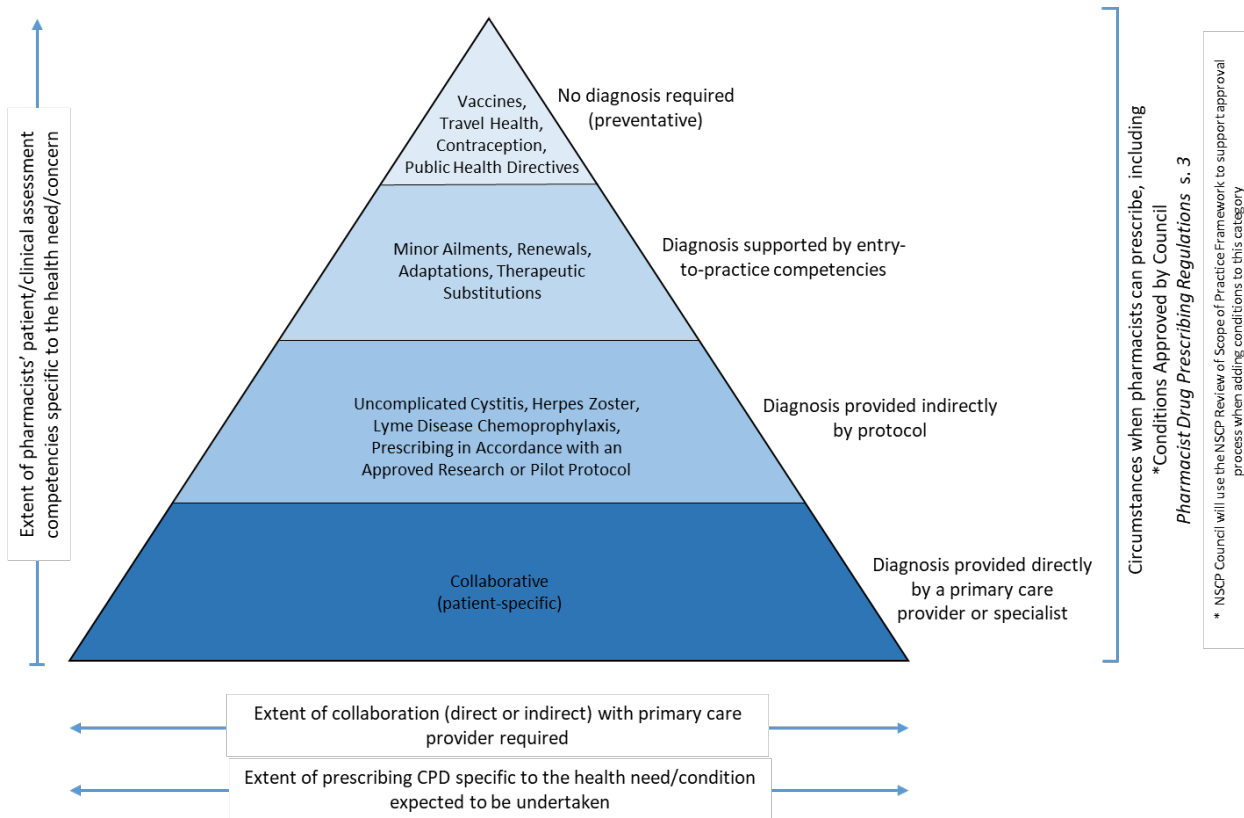 Extent of pharmacists' patient/clinical assessment
competencies specific to the health need/concern
Vaccines,
Travel Health,
Contraception,
Public Health Directives
No diagnosis required
(preventative)
Minor Ailments, Renewals,
Adaptations, Therapeutic
Substitutions
Diagnosis supported by entry-
to-practice competencies
Uncomplicated Cystitis, Herpes Zoster,
Lyme Disease Chemoprophylaxis,
Prescribing in Accordance with an
Approved Research or Pilot Protocol
Diagnosis provided indirectly
by protocol
Collaborative
(patient-specific)
Diagnosis provided directly
by a primary care
provider or specialist
Circumstances when pharmacists can prescribe, including
*Conditions Approved by Council
Pharmacist Drug Prescribing Regulations s. 3
* NSCP Council will use the NSCP Review of Scope of Practice Framework to support approval
process when adding conditions to this category
Extent of collaboration (direct or indirect) with primary care
provider required
Extent of prescribing CPD specific to the health need/condition
expected to be undertaken